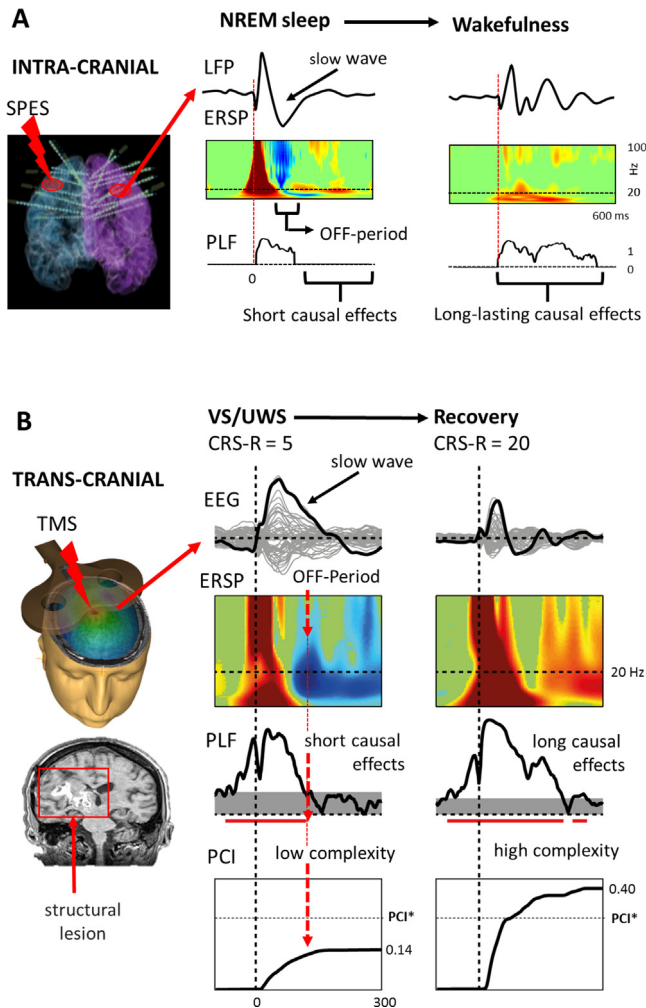 A
NREM sleep
Wakefulness
INTRA-CRANIAL
LFP
slow wave
SPES
ERSP
100
Hz
20
600 ms
OFF-period
PLF
1
0
0
Short causal effects
Long-lasting causal effects
B
VS/UWS
Recovery
CRS-R = 5
CRS-R = 20
TRANS-CRANIAL
slow wave
EEG
TMS
ERSP
OFF-Period
20 Hz
PLF
short causal
effects
long causal
effects
PCI
low complexity
high complexity
0.40
PCI*
PCI*
0.14
structural
lesion
0
300